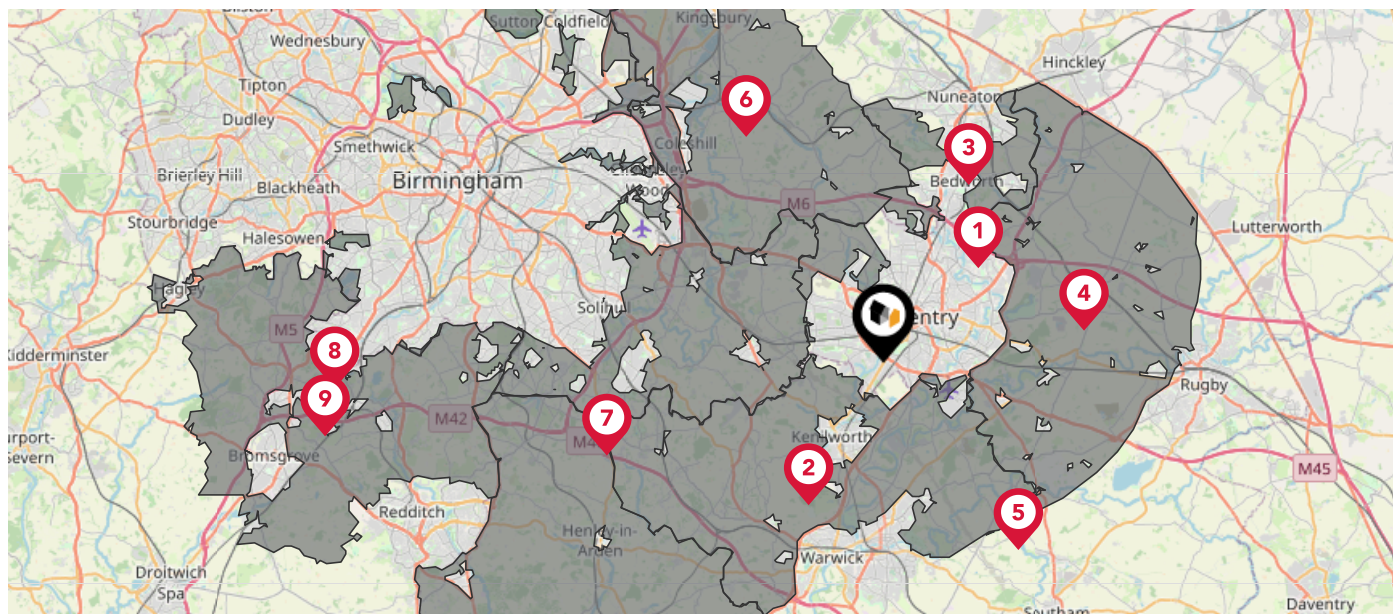 Sutton Coldfield
Kingsbury
Wednesbury
Hinckley
Tipton
Nuneaton
6
Dudley
Smethwick
Coleshill
3
Brierley Hill
Birmingham
Wood
Bedworth
Blackheath
M6
Stourbridge
1
Lutterworth
Halesowen
Hagley
4
Solihull
entry
M5
8
Kidderminster
Rugby
9
M42
7
Kenilworth
Bromsgrove
2
M45
Redditch
5
Henley-in-
Arden
Warwick
Droitwich
Spa
Southam
Daventry